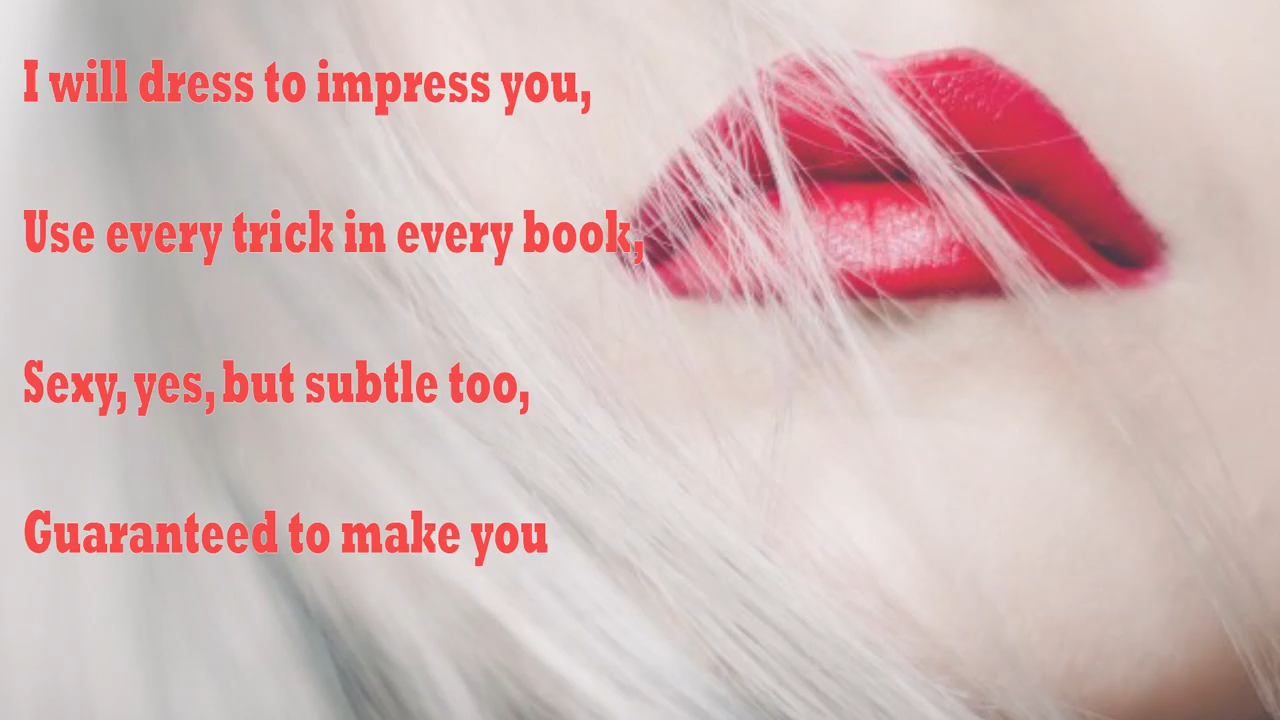 I will dress to impress you,
Use every trick in every book,
Sexy, yes, but subtle too,
Guaranteed to make you